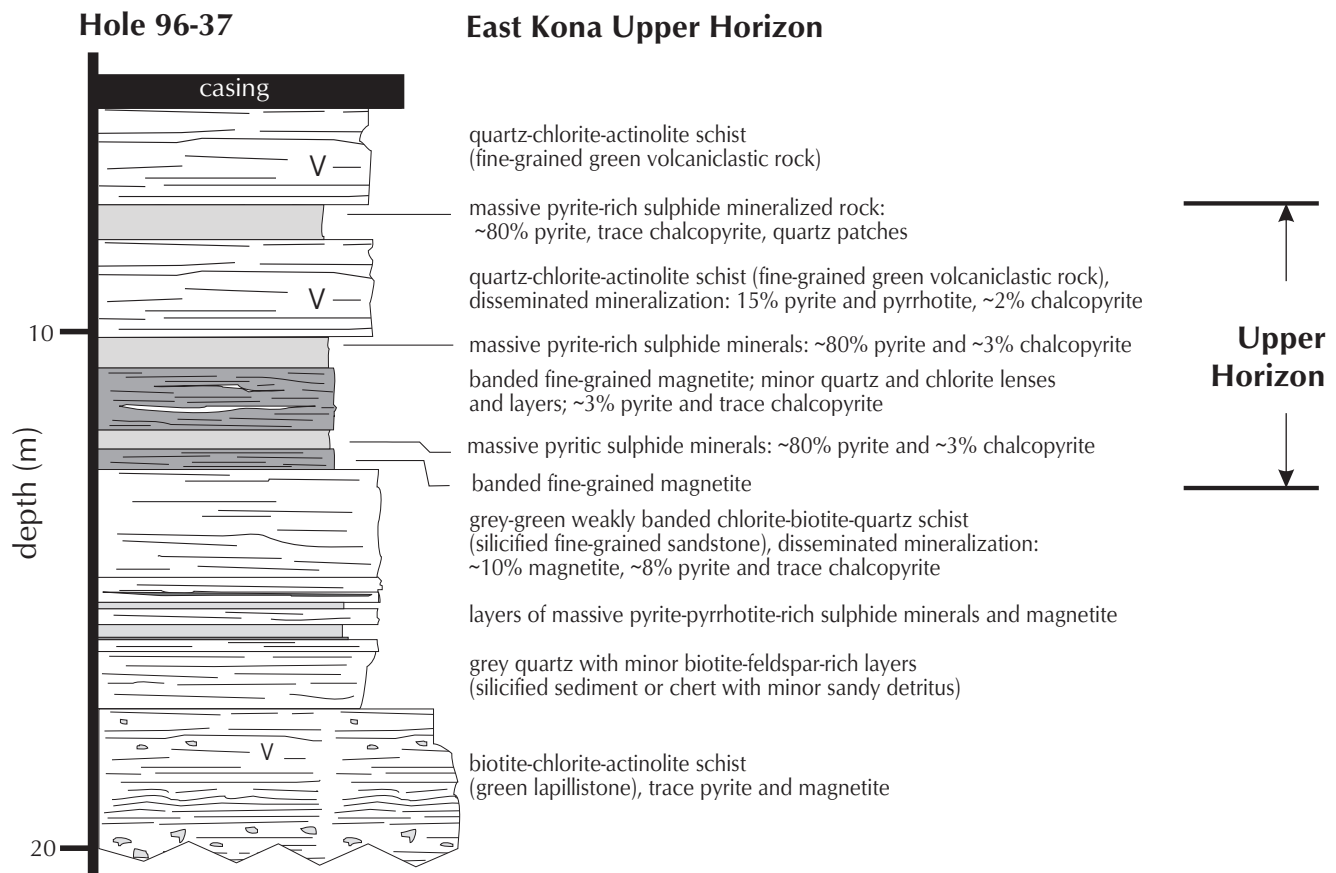 Hole 96-37
East Kona Upper Horizon
casing
quartz-chlorite-actinolite schist
(fine-grained green volcaniclastic rock)
V
massive pyrite-rich sulphide mineralized rock:
~80% pyrite, trace chalcopyrite, quartz patches
quartz-chlorite-actinolite schist (fine-grained green volcaniclastic rock),
disseminated mineralization: 15% pyrite and pyrrhotite, ~2% chalcopyrite
V
10
massive pyrite-rich sulphide minerals: ~80% pyrite and ~3% chalcopyrite
Upper
Horizon
banded fine-grained magnetite; minor quartz and chlorite lenses
and layers; ~3% pyrite and trace chalcopyrite
massive pyritic sulphide minerals: ~80% pyrite and ~3% chalcopyrite
banded fine-grained magnetite
depth (m)
grey-green weakly banded chlorite-biotite-quartz schist
(silicified fine-grained sandstone), disseminated mineralization:
~10% magnetite, ~8% pyrite and trace chalcopyrite
layers of massive pyrite-pyrrhotite-rich sulphide minerals and magnetite
grey quartz with minor biotite-feldspar-rich layers
(silicified sediment or chert with minor sandy detritus)
V
biotite-chlorite-actinolite schist
(green lapillistone), trace pyrite and magnetite
20